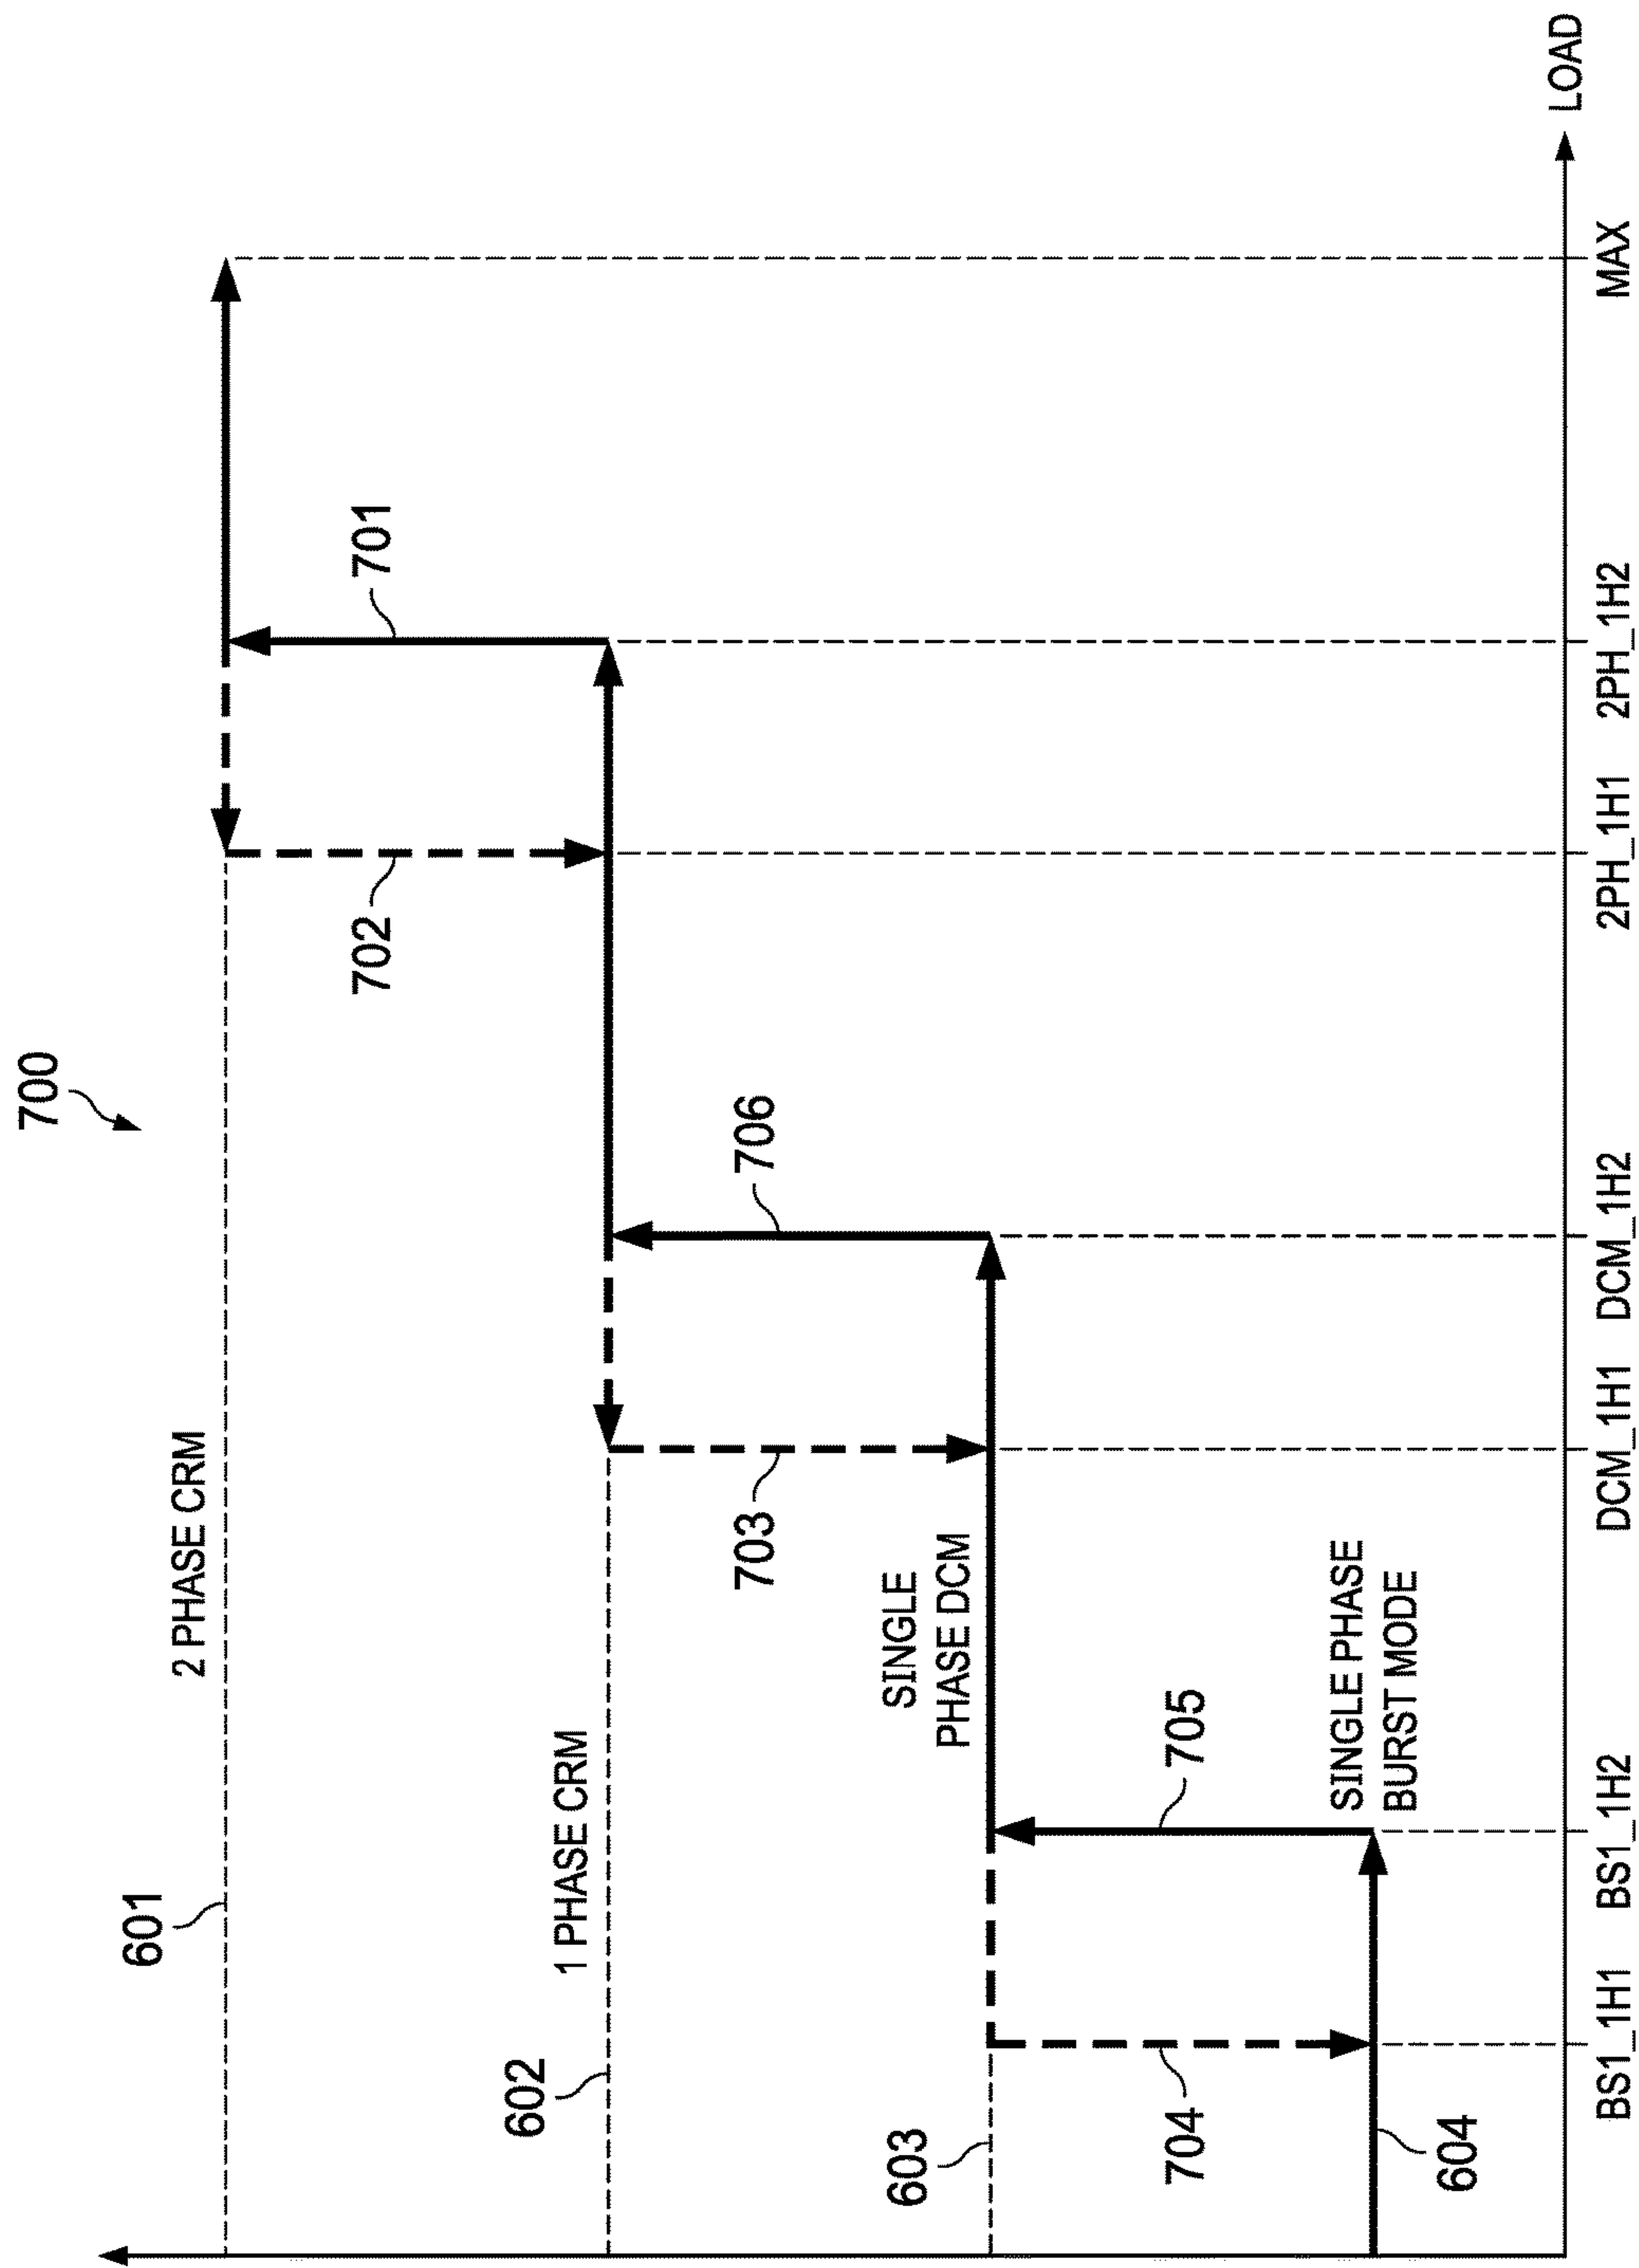 700
601
2 PHASE CRM
702
701
602
1 PHASE CRM
703
706
603
SINGLE
PHASE DCM
704
705
604
SINGLE PHASE
BURST MODE
BS1_1H1
BS1_1H2
DCM_1H1
DCM_1H2
2PH_1H1
2PH_1H2
MAX
LOAD